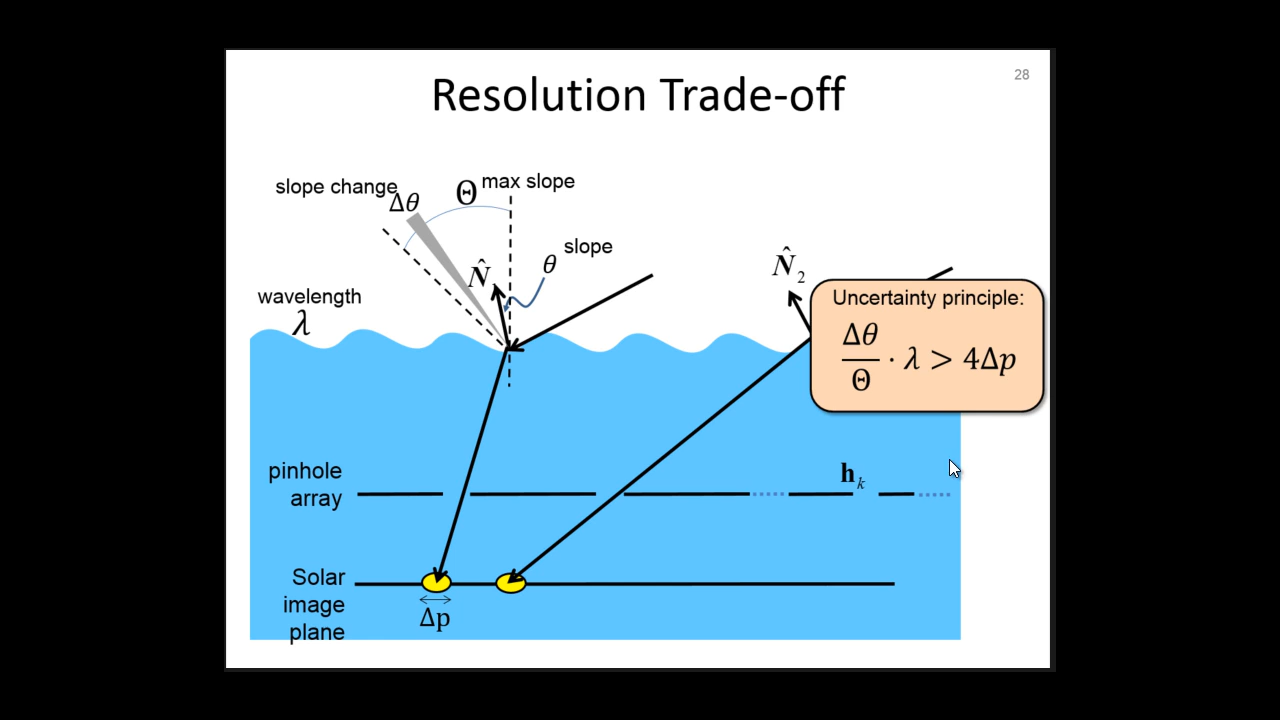 28
Resolution Trade-off
slope change
Δθ
Θ
max slope
slope
θ
N̂
N̂₂
wavelength
λ
Uncertainty principle:
Δθ/Θ · λ > 4Δp
pinhole
array
hₖ
Solar
image
plane
Δp